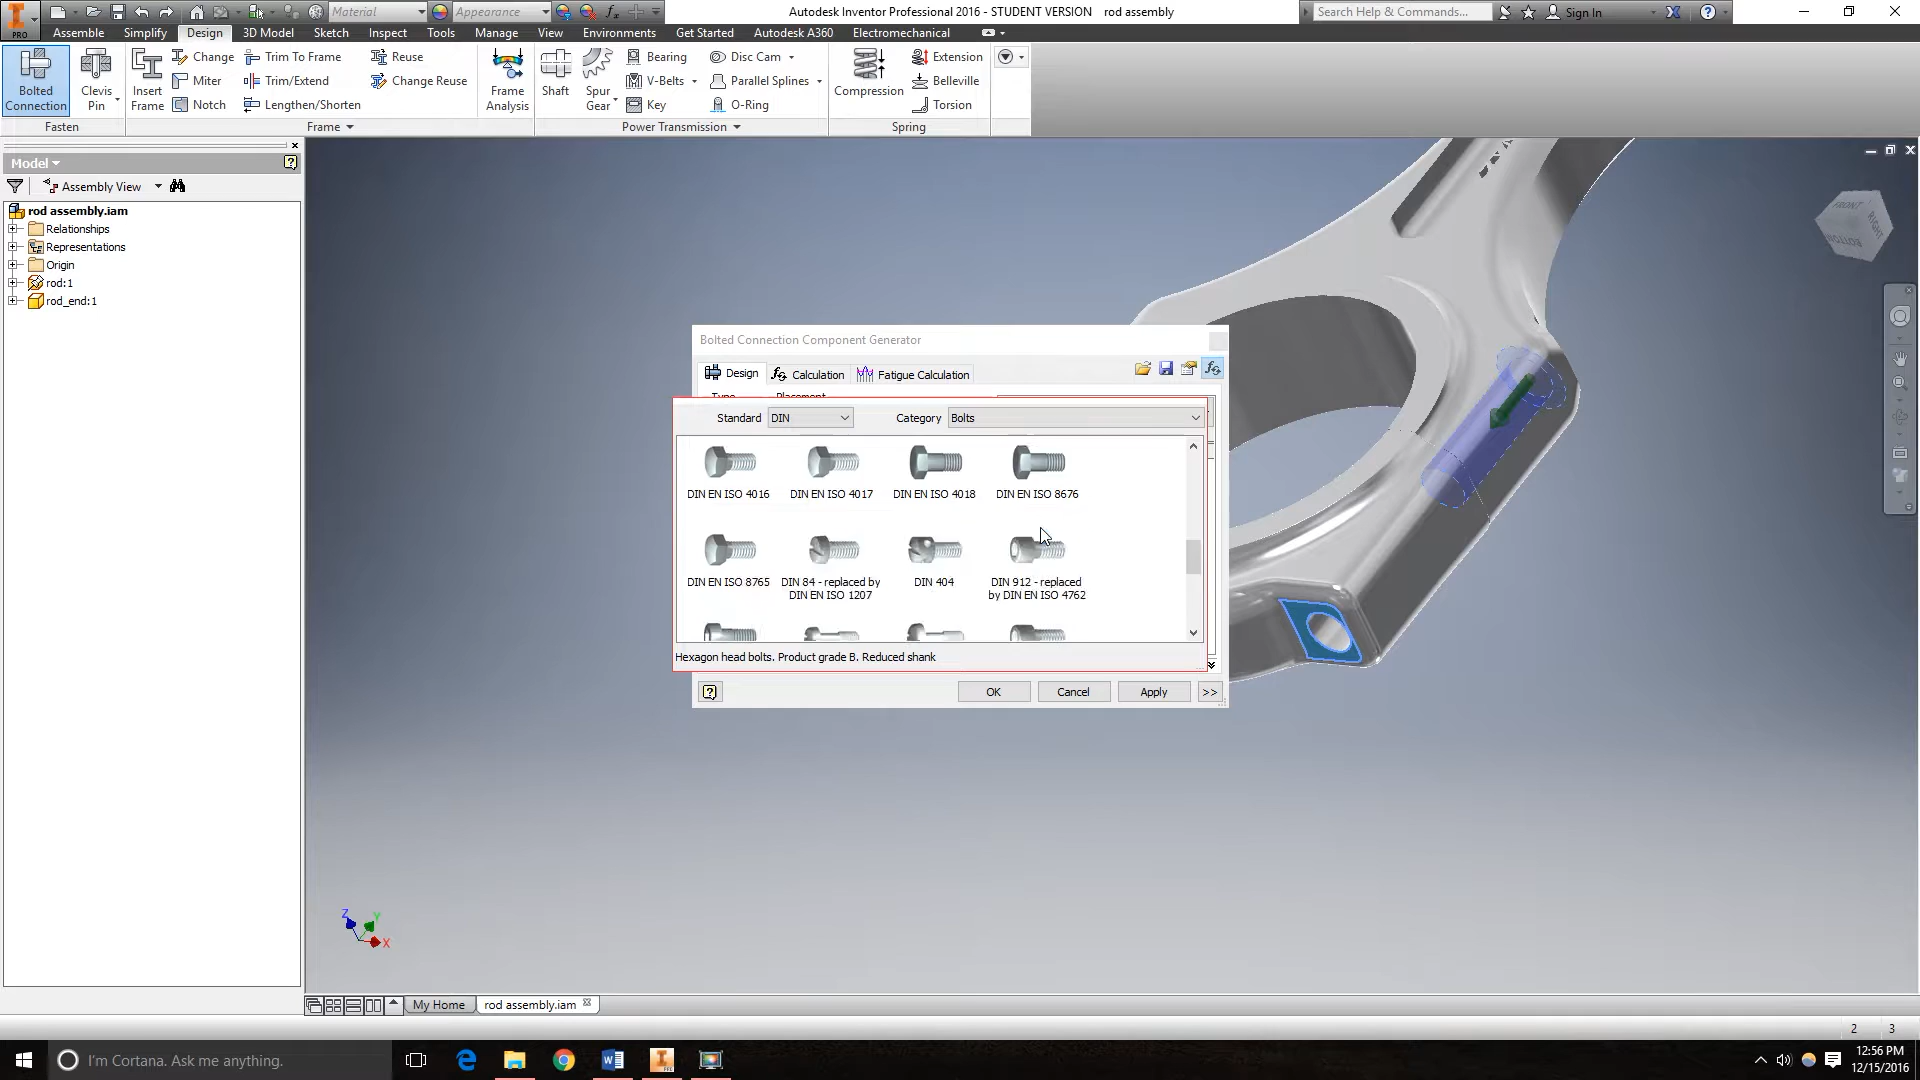 Material
Appearance
Autodesk Inventor Professional 2016 - STUDENT VERSION rod assembly
Search Help & Commands...
Sign In
PRO
Assemble Simplify Design 3D Model Sketch Inspect Tools Manage View Environments Get Started Autodesk A360 Electromechanical
Bolted Connection
Clevis Pin
Fasten
Insert Frame
Change
Miter
Notch
Trim To Frame
Trim/Extend
Lengthen/Shorten
Reuse
Change Reuse
Frame
Frame Analysis
Shaft
Spur Gear
Bearing
V-Belts
Key
Disc Cam
Parallel Splines
O-Ring
Power Transmission
Compression
Extension
Belleville
Torsion
Spring
Model
Assembly View
rod assembly.iam
Relationships
Representations
Origin
rod:1
rod_end:1
FRONT
RIGHT
BOTTOM
Bolted Connection Component Generator
Design Calculation Fatigue Calculation
Type Placement
Standard DIN Category Bolts
DIN EN ISO 4016 DIN EN ISO 4017 DIN EN ISO 4018 DIN EN ISO 8676
DIN EN ISO 8765 DIN 84 - replaced by DIN EN ISO 1207 DIN 404 DIN 912 - replaced by DIN EN ISO 4762
Hexagon head bolts. Product grade B. Reduced shank
OK Cancel Apply >>
Z Y X
My Home rod assembly.iam
2 3
I'm Cortana. Ask me anything.
12:56 PM
12/15/2016